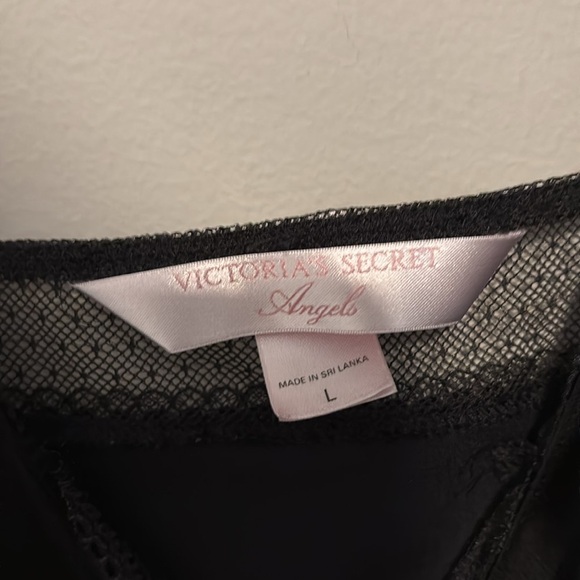 VICTORIA'S SECRET
Angels
MADE IN SRI LANKA
L